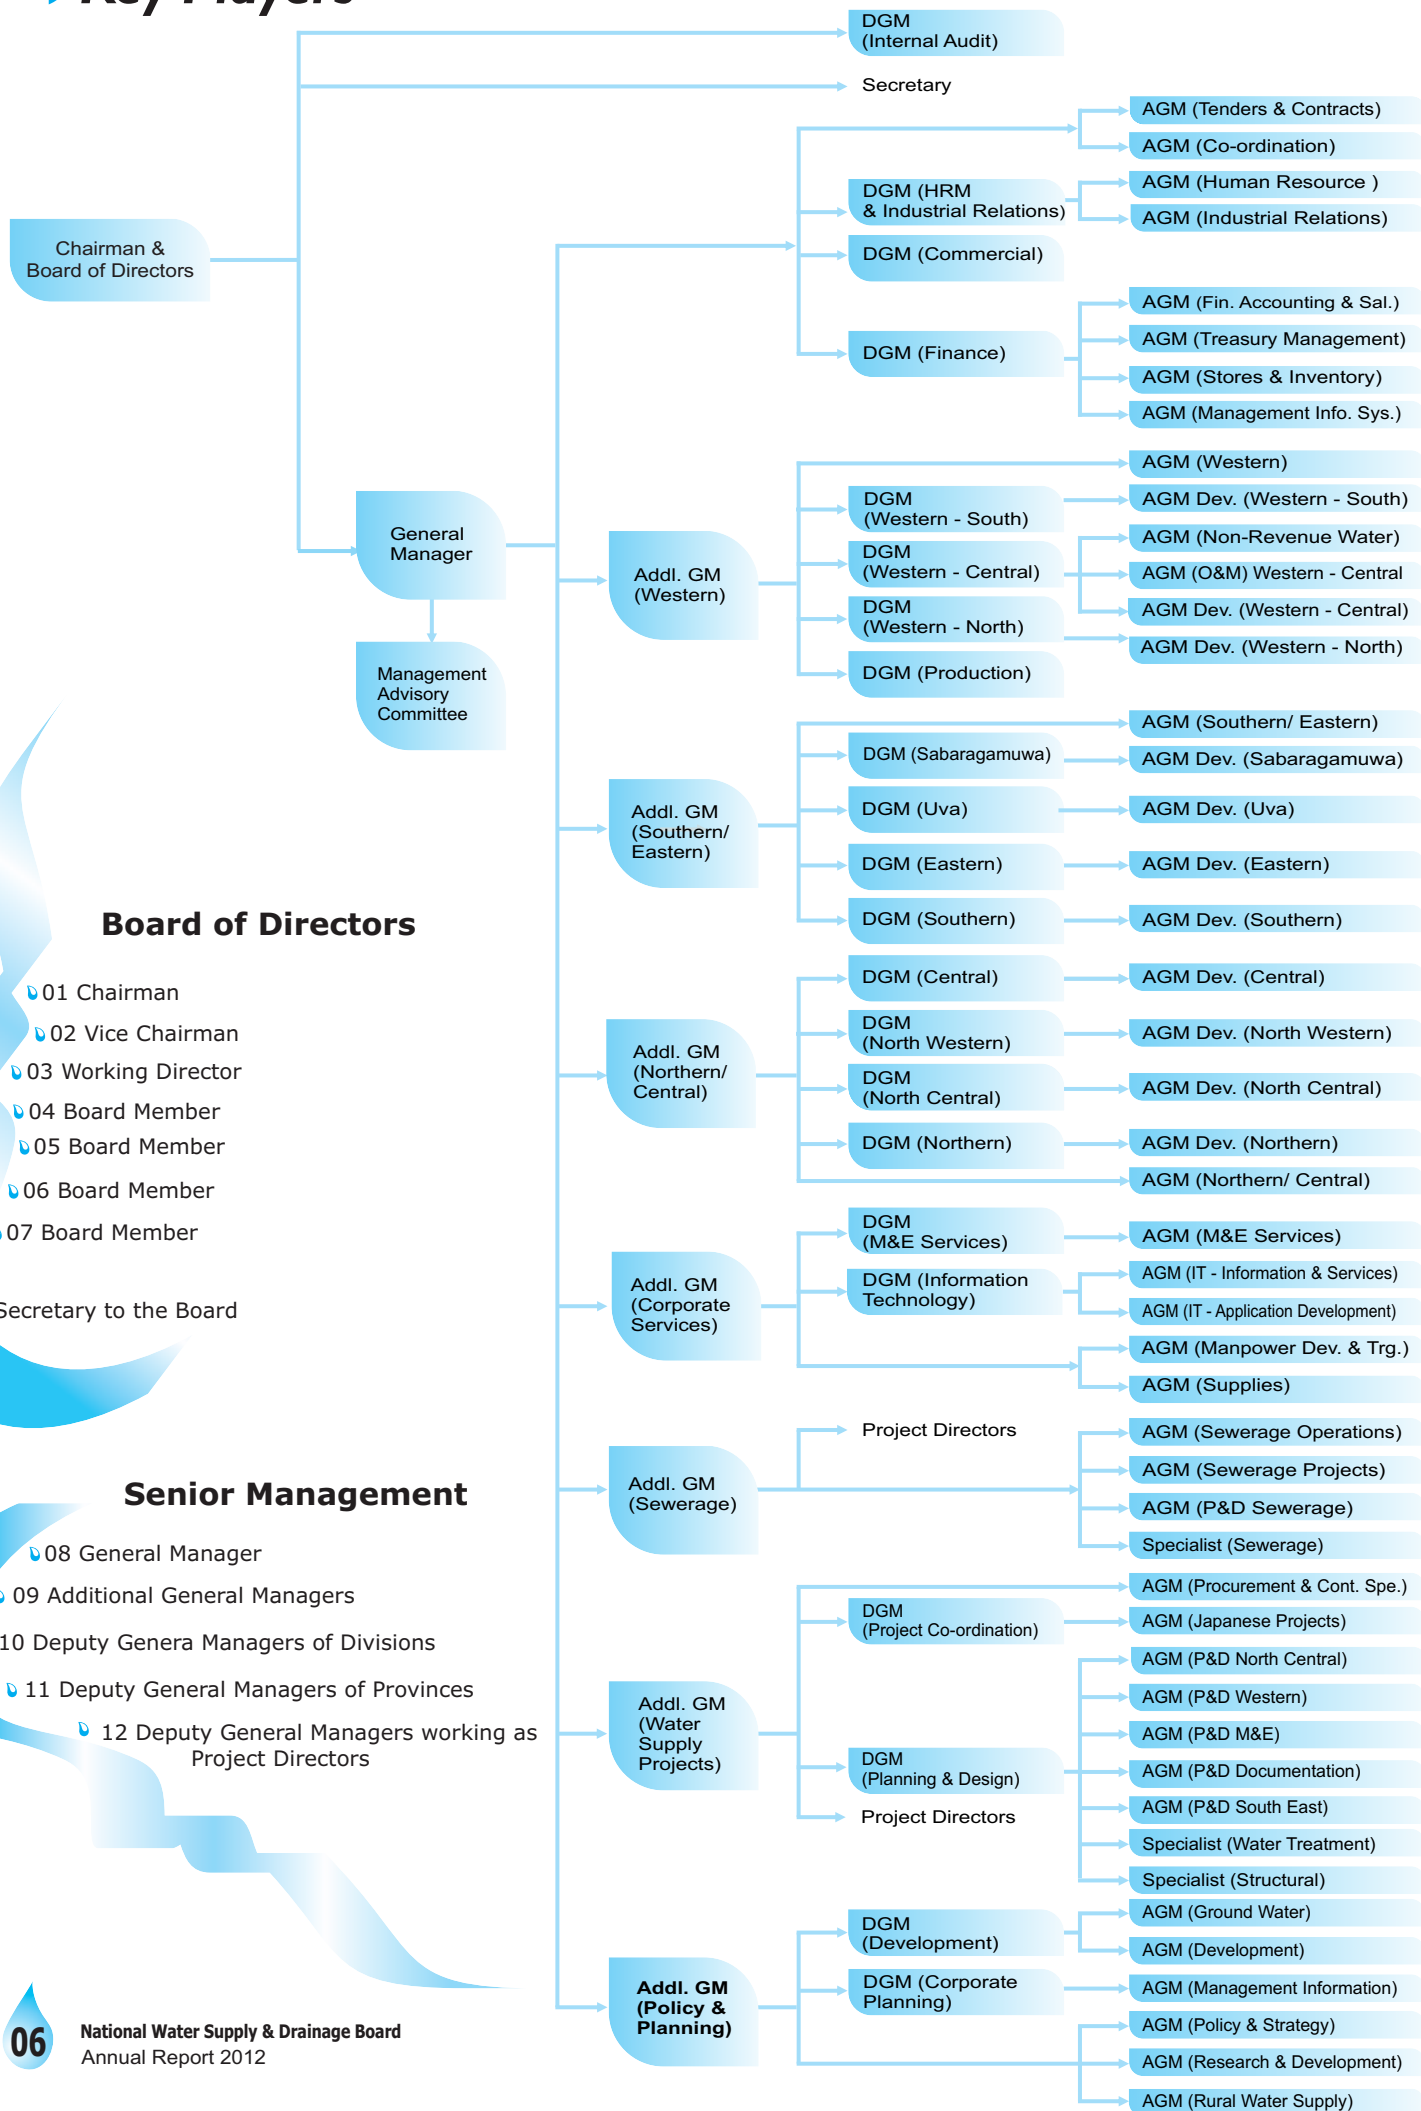 Key Players
DGM
(Internal Audit)
Secretary
AGM (Tenders & Contracts)
AGM (Co-ordination)
DGM (HRM
& Industrial Relations)
AGM (Human Resource )
AGM (Industrial Relations)
Chairman &
Board of Directors
DGM (Commercial)
DGM (Finance)
AGM (Fin. Accounting & Sal.)
AGM (Treasury Management)
AGM (Stores & Inventory)
AGM (Management Info. Sys.)
General
Manager
Management
Advisory
Committee
Addl. GM
(Western)
AGM (Western)
DGM
(Western - South)
AGM Dev. (Western - South)
DGM
(Western - Central)
AGM (Non-Revenue Water)
AGM (O&M) Western - Central
AGM Dev. (Western - Central)
DGM
(Western - North)
AGM Dev. (Western - North)
DGM (Production)
Addl. GM
(Southern/
Eastern)
AGM (Southern/ Eastern)
DGM (Sabaragamuwa)
AGM Dev. (Sabaragamuwa)
DGM (Uva)
AGM Dev. (Uva)
DGM (Eastern)
AGM Dev. (Eastern)
DGM (Southern)
AGM Dev. (Southern)
Addl. GM
(Northern/
Central)
DGM (Central)
AGM Dev. (Central)
DGM
(North Western)
AGM Dev. (North Western)
DGM
(North Central)
AGM Dev. (North Central)
DGM (Northern)
AGM Dev. (Northern)
AGM (Northern/ Central)
Addl. GM
(Corporate
Services)
DGM
(M&E Services)
AGM (M&E Services)
DGM (Information
Technology)
AGM (IT - Information & Services)
AGM (IT - Application Development)
AGM (Manpower Dev. & Trg.)
AGM (Supplies)
Addl. GM
(Sewerage)
Project Directors
AGM (Sewerage Operations)
AGM (Sewerage Projects)
AGM (P&D Sewerage)
Specialist (Sewerage)
Addl. GM
(Water
Supply
Projects)
AGM (Procurement & Cont. Spe.)
DGM
(Project Co-ordination)
AGM (Japanese Projects)
DGM
(Planning & Design)
AGM (P&D North Central)
AGM (P&D Western)
AGM (P&D M&E)
AGM (P&D Documentation)
AGM (P&D South East)
Specialist (Water Treatment)
Specialist (Structural)
Project Directors
Addl. GM
(Policy &
Planning)
DGM
(Development)
AGM (Ground Water)
AGM (Development)
DGM (Corporate
Planning)
AGM (Management Information)
AGM (Policy & Strategy)
AGM (Research & Development)
AGM (Rural Water Supply)
Board of Directors
01 Chairman
02 Vice Chairman
03 Working Director
04 Board Member
05 Board Member
06 Board Member
07 Board Member
Secretary to the Board
Senior Management
08 General Manager
09 Additional General Managers
10 Deputy Genera Managers of Divisions
11 Deputy General Managers of Provinces
12 Deputy General Managers working as
Project Directors
06
National Water Supply & Drainage Board
Annual Report 2012